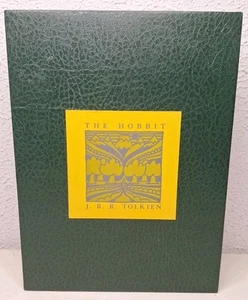 THE HOBBIT
J. R. R. TOLKIEN